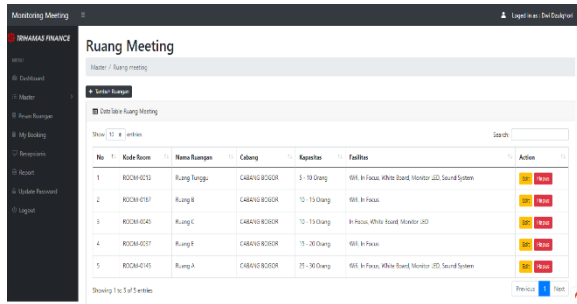 Monitoring Meeting
Loged in as : Dwi Dzulqhori
TRIHAMAS FINANCE
MENU
Dashboard
Master
Pesan Ruangan
My Booking
Receptionis
Report
Update Password
Logout
Ruang Meeting
Master / Ruang meeting
+ Tambah Ruangan
DataTable Ruang Meeting
Show 10 entries
Search:
No Kode Room Nama Ruangan Cabang Kapasitas Fasilitas Action
1 ROOM-0013 Ruang Tunggu CABANG BOGOR 5 - 10 Orang Wifi, In Focus, White Board, Monitor LED, Sound System Edit Hapus
2 ROOM-0187 Ruang B CABANG BOGOR 10 - 15 Orang Wifi, In Focus Edit Hapus
3 ROOM-0045 Ruang C CABANG BOGOR 10 - 15 Orang In Focus, White Board, Monitor LED Edit Hapus
4 ROOM-0037 Ruang E CABANG BOGOR 15 - 20 Orang Wifi, In Focus Edit Hapus
5 ROOM-0145 Ruang A CABANG BOGOR 25 - 30 Orang Wifi, In Focus, White Board, Monitor LED, Sound System Edit Hapus
Showing 1 to 5 of 5 entries
Previous 1 Next